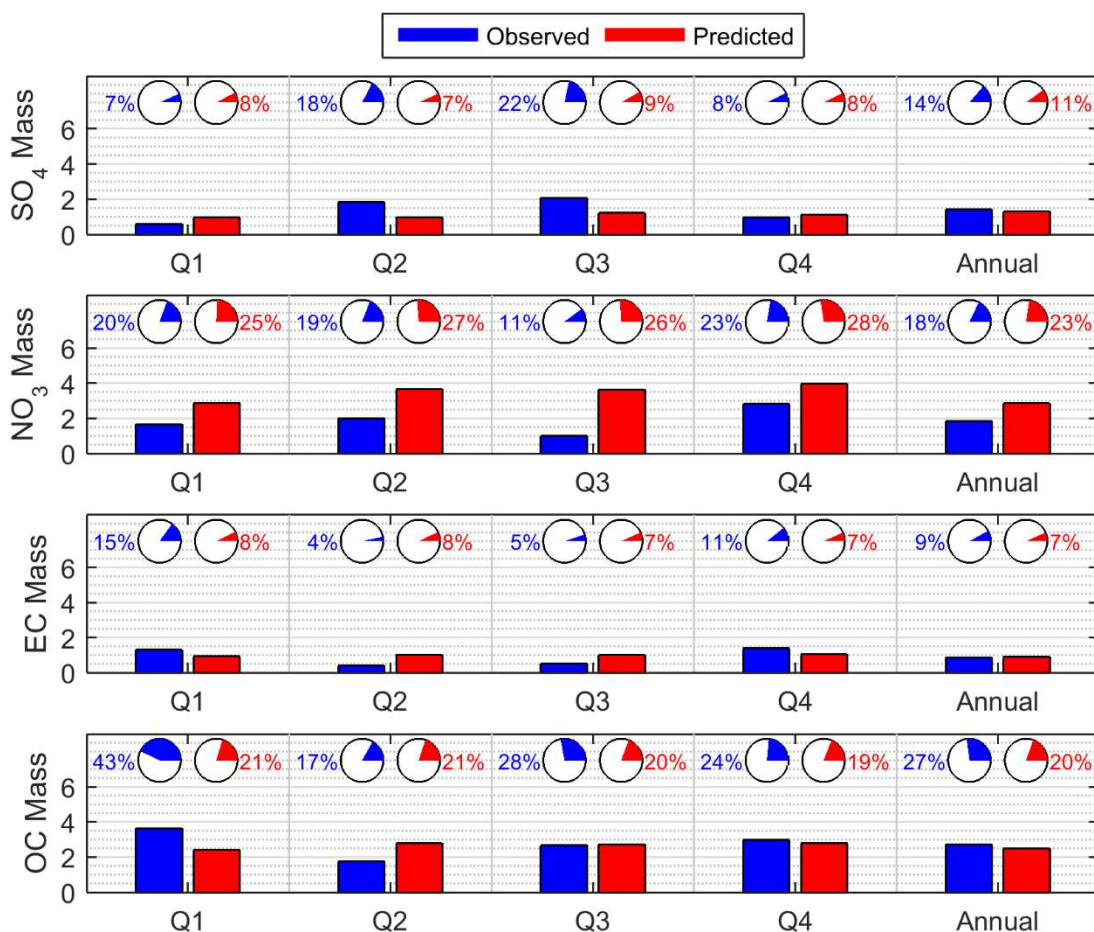 Observed Predicted
7% 8% 18% 7% 22% 9% 8% 8% 14% 11%
SO4 Mass
6
4
2
0
Q1 Q2 Q3 Q4 Annual
20% 25% 19% 27% 11% 26% 23% 28% 18% 23%
NO3 Mass
6
4
2
0
Q1 Q2 Q3 Q4 Annual
15% 8% 4% 8% 5% 7% 11% 7% 9% 7%
EC Mass
6
4
2
0
Q1 Q2 Q3 Q4 Annual
43% 21% 17% 21% 28% 20% 24% 19% 27% 20%
OC Mass
6
4
2
0
Q1 Q2 Q3 Q4 Annual